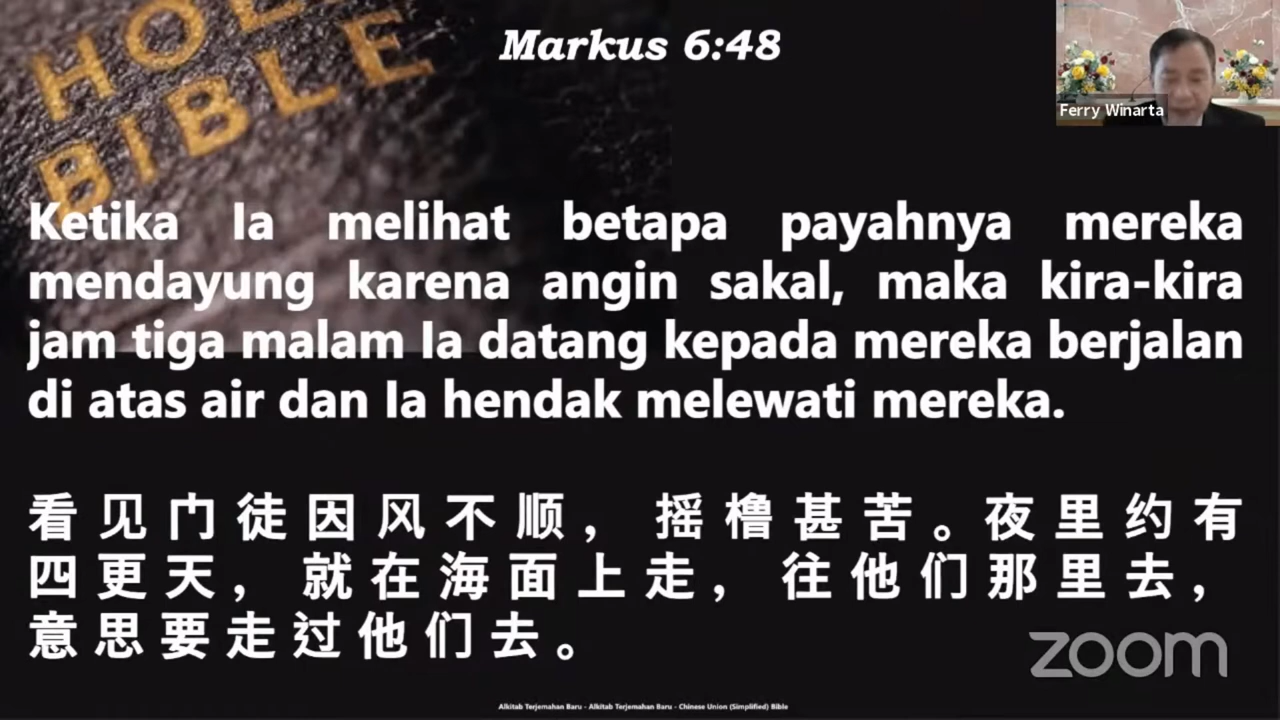 HOLY
BIBLE
Markus 6:48
Ferry Winarta
Ketika Ia melihat betapa payahnya mereka
mendayung karena angin sakal, maka kira-kira
jam tiga malam Ia datang kepada mereka berjalan
di atas air dan Ia hendak melewati mereka.
看见门徒因风不顺，摇橹甚苦。夜里约有
四更天，就在海面上走，往他们那里去，
意思要走过他们去。
zoom
Alkitab Terjemahan Baru - Alkitab Terjemahan Baru - Chinese Union (Simplified) Bible